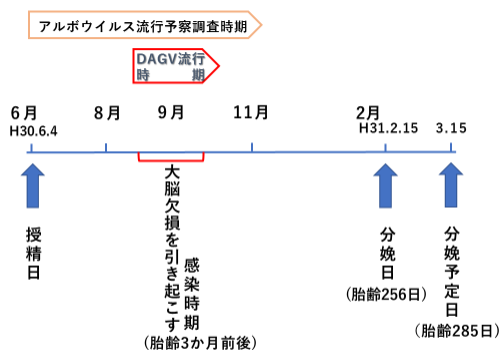 アルボウイルス流行予察調査時期
DAGV流行
時 期
6月
8月
9月
11月
2月
H30.6.4
H31.2.15
3.15
授精日
大脳欠損を引き起こす
感染時期
(胎齢3か月前後)
分娩日
(胎齢256日)
分娩予定日
(胎齢285日)